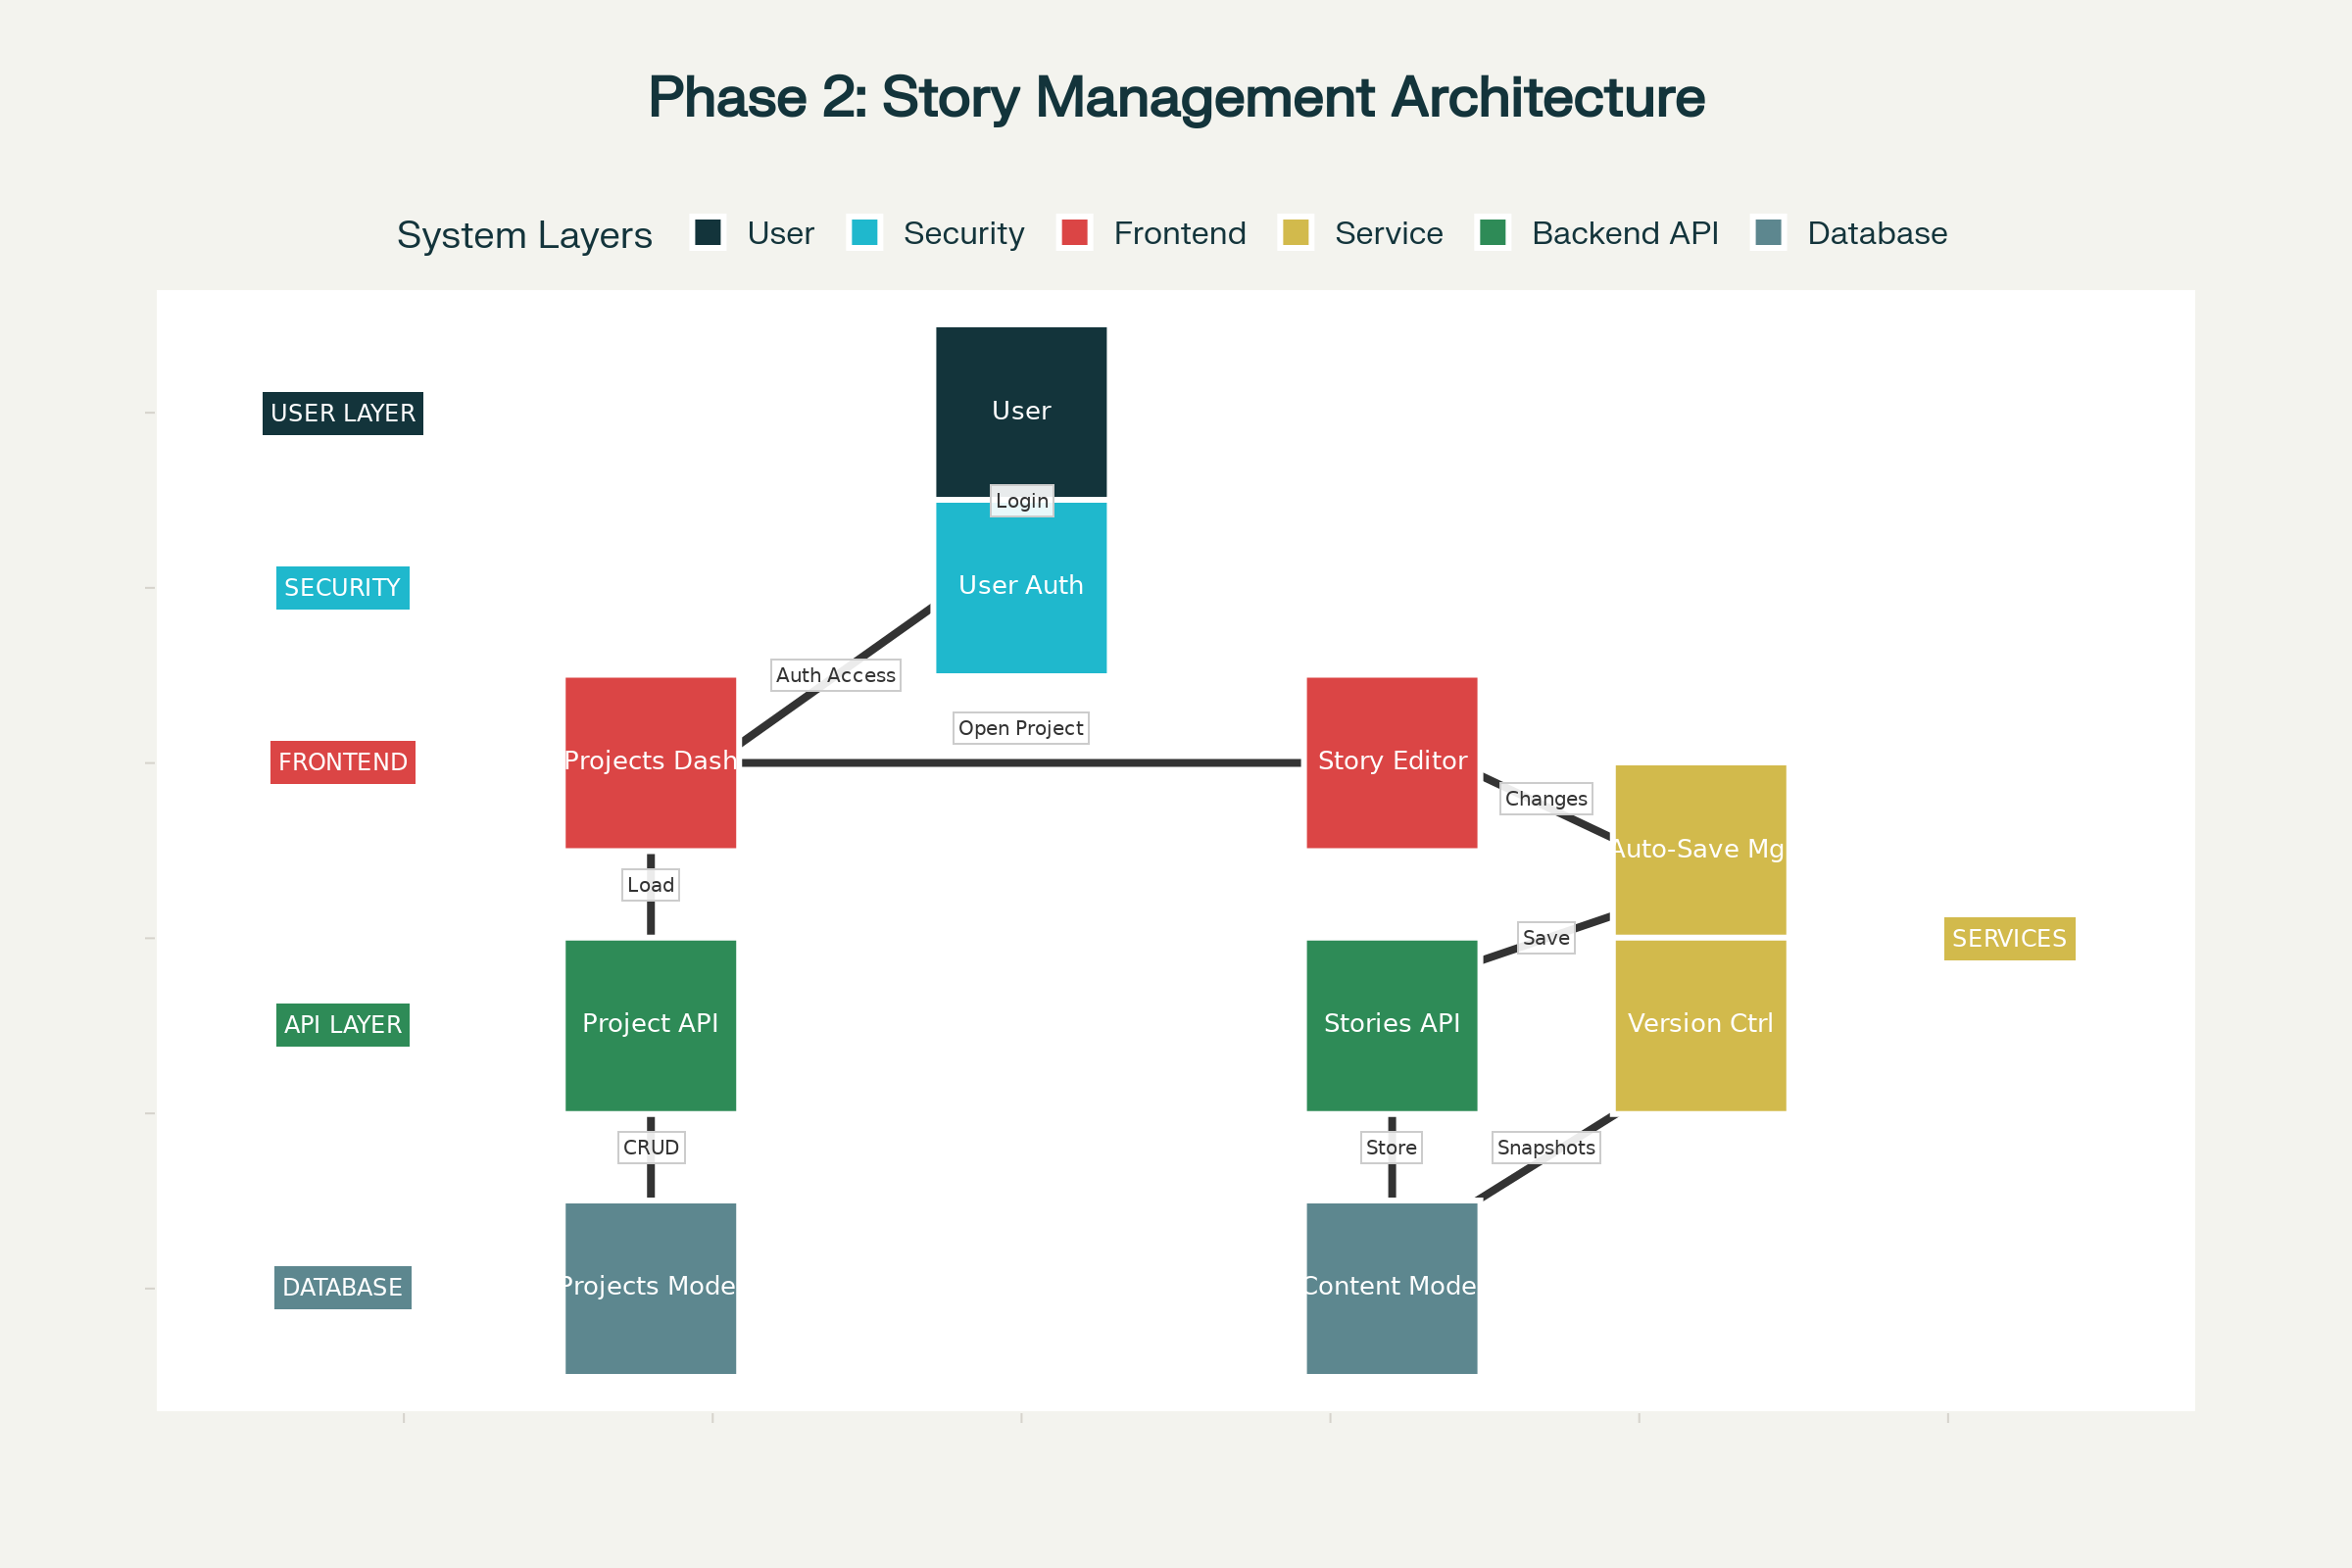 Phase 2: Story Management Architecture
System Layers User Security Frontend Service Backend API Database
USER LAYER
User
Login
SECURITY
User Auth
Auth Access
Open Project
FRONTEND
Projects Dash
Story Editor
Changes
Auto-Save Mg
Load
Save
SERVICES
API LAYER
Project API
Stories API
Version Ctrl
CRUD
Store
Snapshots
DATABASE
Projects Mode
Content Mode